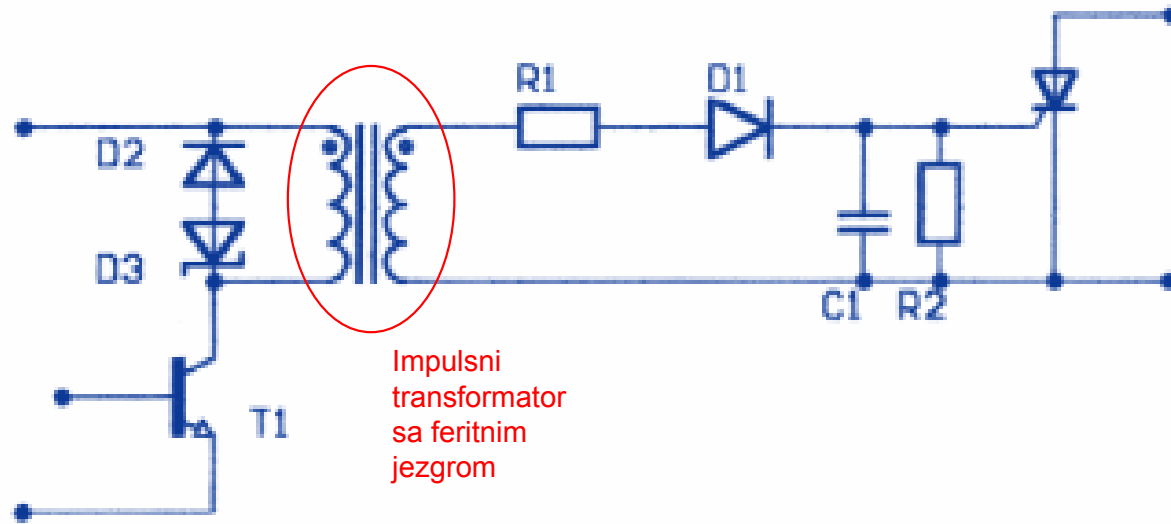 R1
D1
D2
D3
C1
R2
T1
Impulsni
transformator
sa feritnim
jezgrom